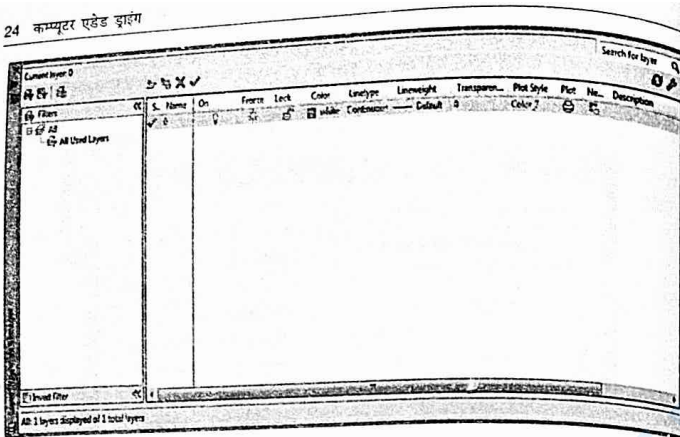 24 कम्प्यूटर एडेड ड्राइंग
Current layer: 0
Search for layer
Filters
S.. Name On Freeze Lock Color Linetype Lineweight Transparen... Plot Style Plot Ne... Description
All
0 white Continuous Default 0 Color_7
All Used Layers
Invert filter
All: 1 layers displayed of 1 total layers